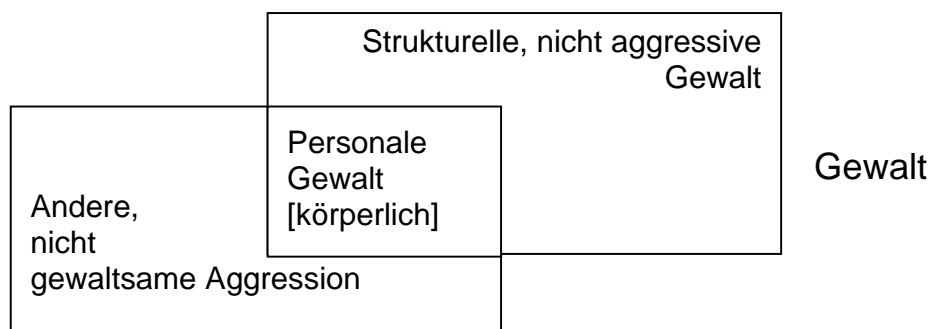 Strukturelle, nicht aggressive
Gewalt
Personale
Gewalt
[körperlich]
Gewalt
Andere,
nicht
gewaltsame Aggression